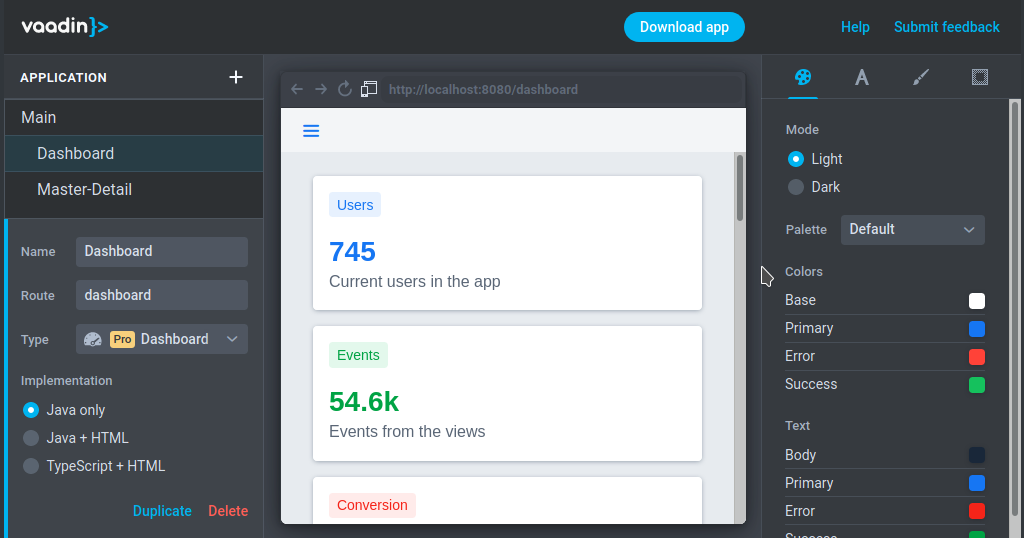 vaadin}>
Download app
Help
Submit feedback
APPLICATION
Main
Dashboard
Master-Detail
Name
Dashboard
Route
dashboard
Type
Pro
Dashboard
Implementation
Java only
Java + HTML
TypeScript + HTML
Duplicate
Delete
http://localhost:8080/dashboard
Users
745
Current users in the app
Events
54.6k
Events from the views
Conversion
A
Mode
Light
Dark
Palette
Default
Colors
Base
Primary
Error
Success
Text
Body
Primary
Error
Success